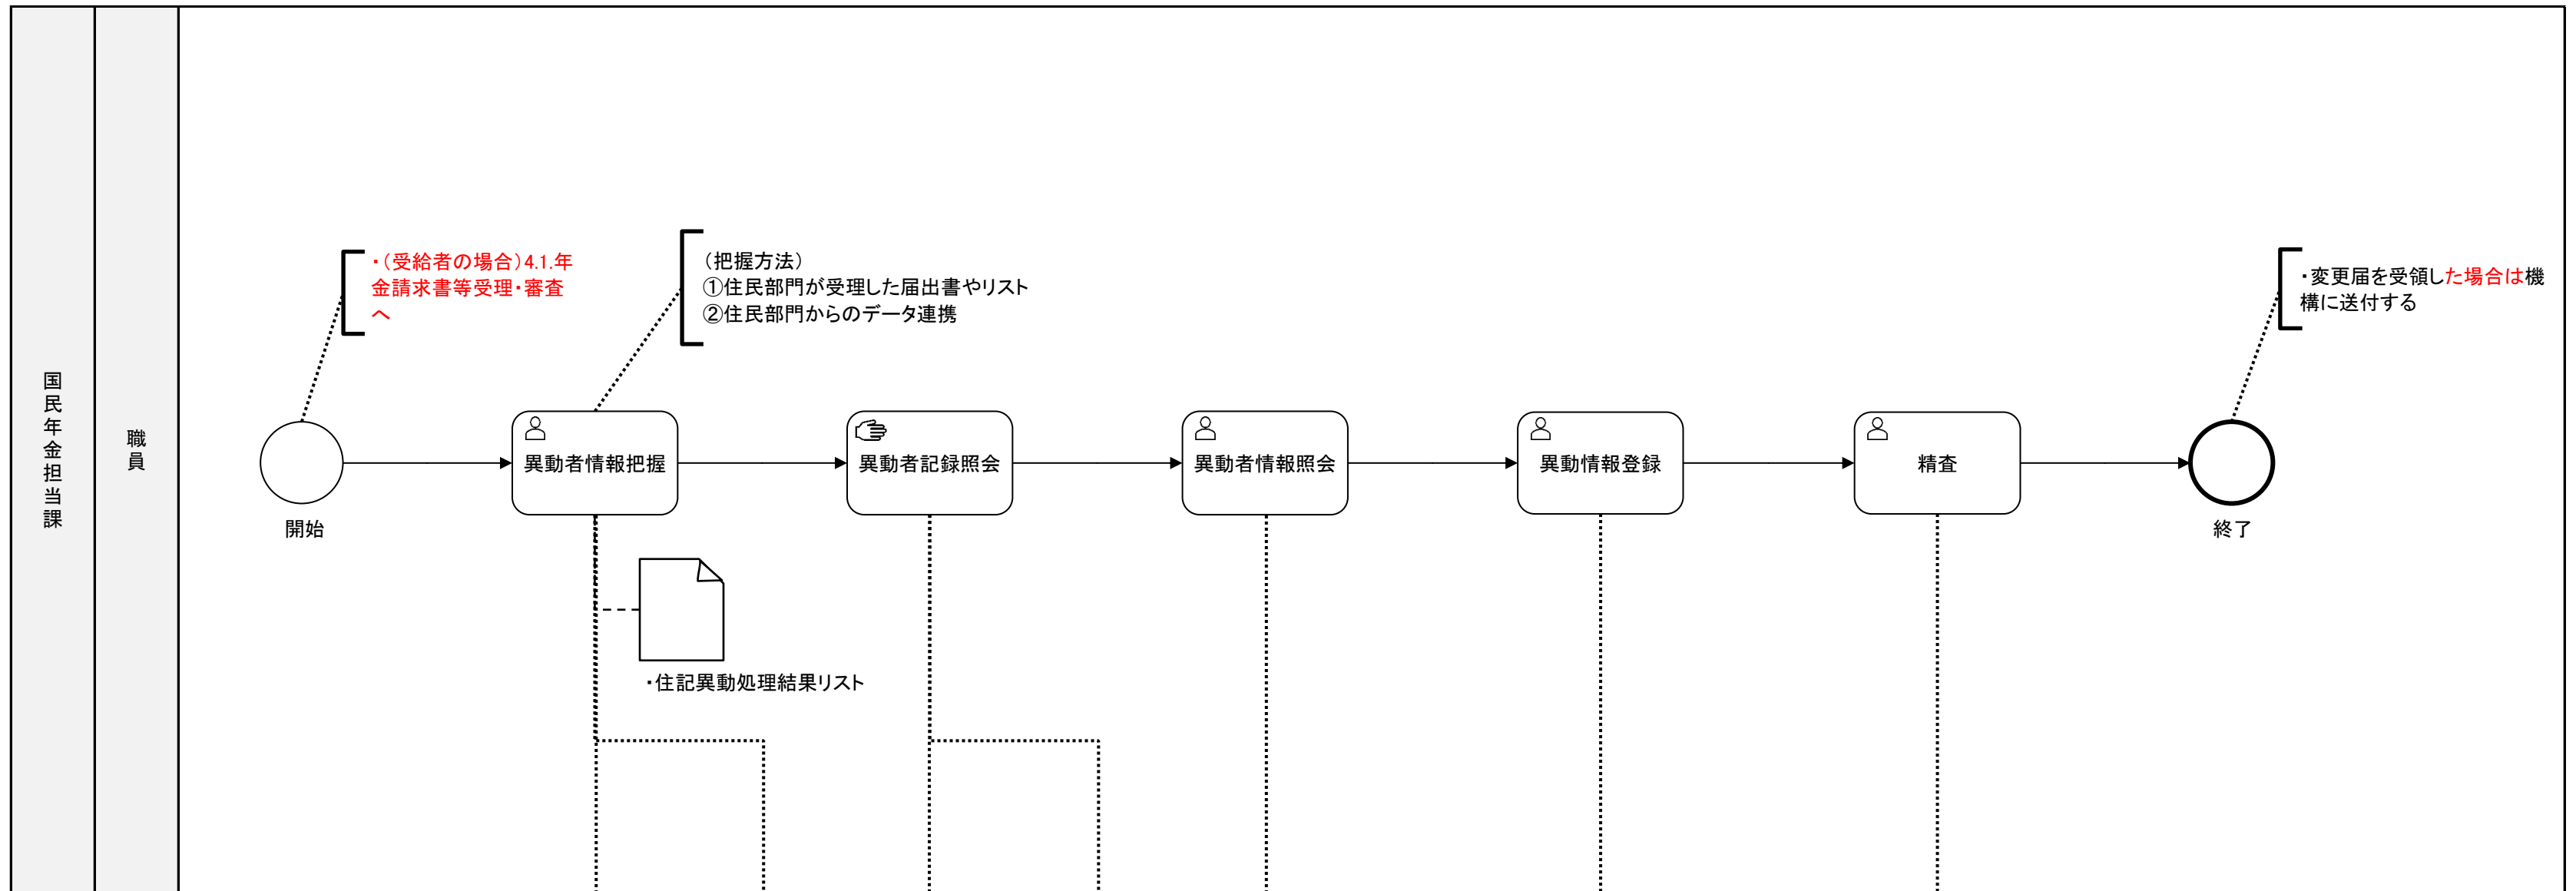 国民年金担当課
職員
・（受給者の場合）4.1.年
金請求書等受理・審査
へ
（把握方法）
①住民部門が受理した届出書やリスト
②住民部門からのデータ連携
・変更届を受領した場合は機
構に送付する
開始
異動者情報把握
異動者記録照会
異動者情報照会
異動情報登録
精査
終了
・住記異動処理結果リスト